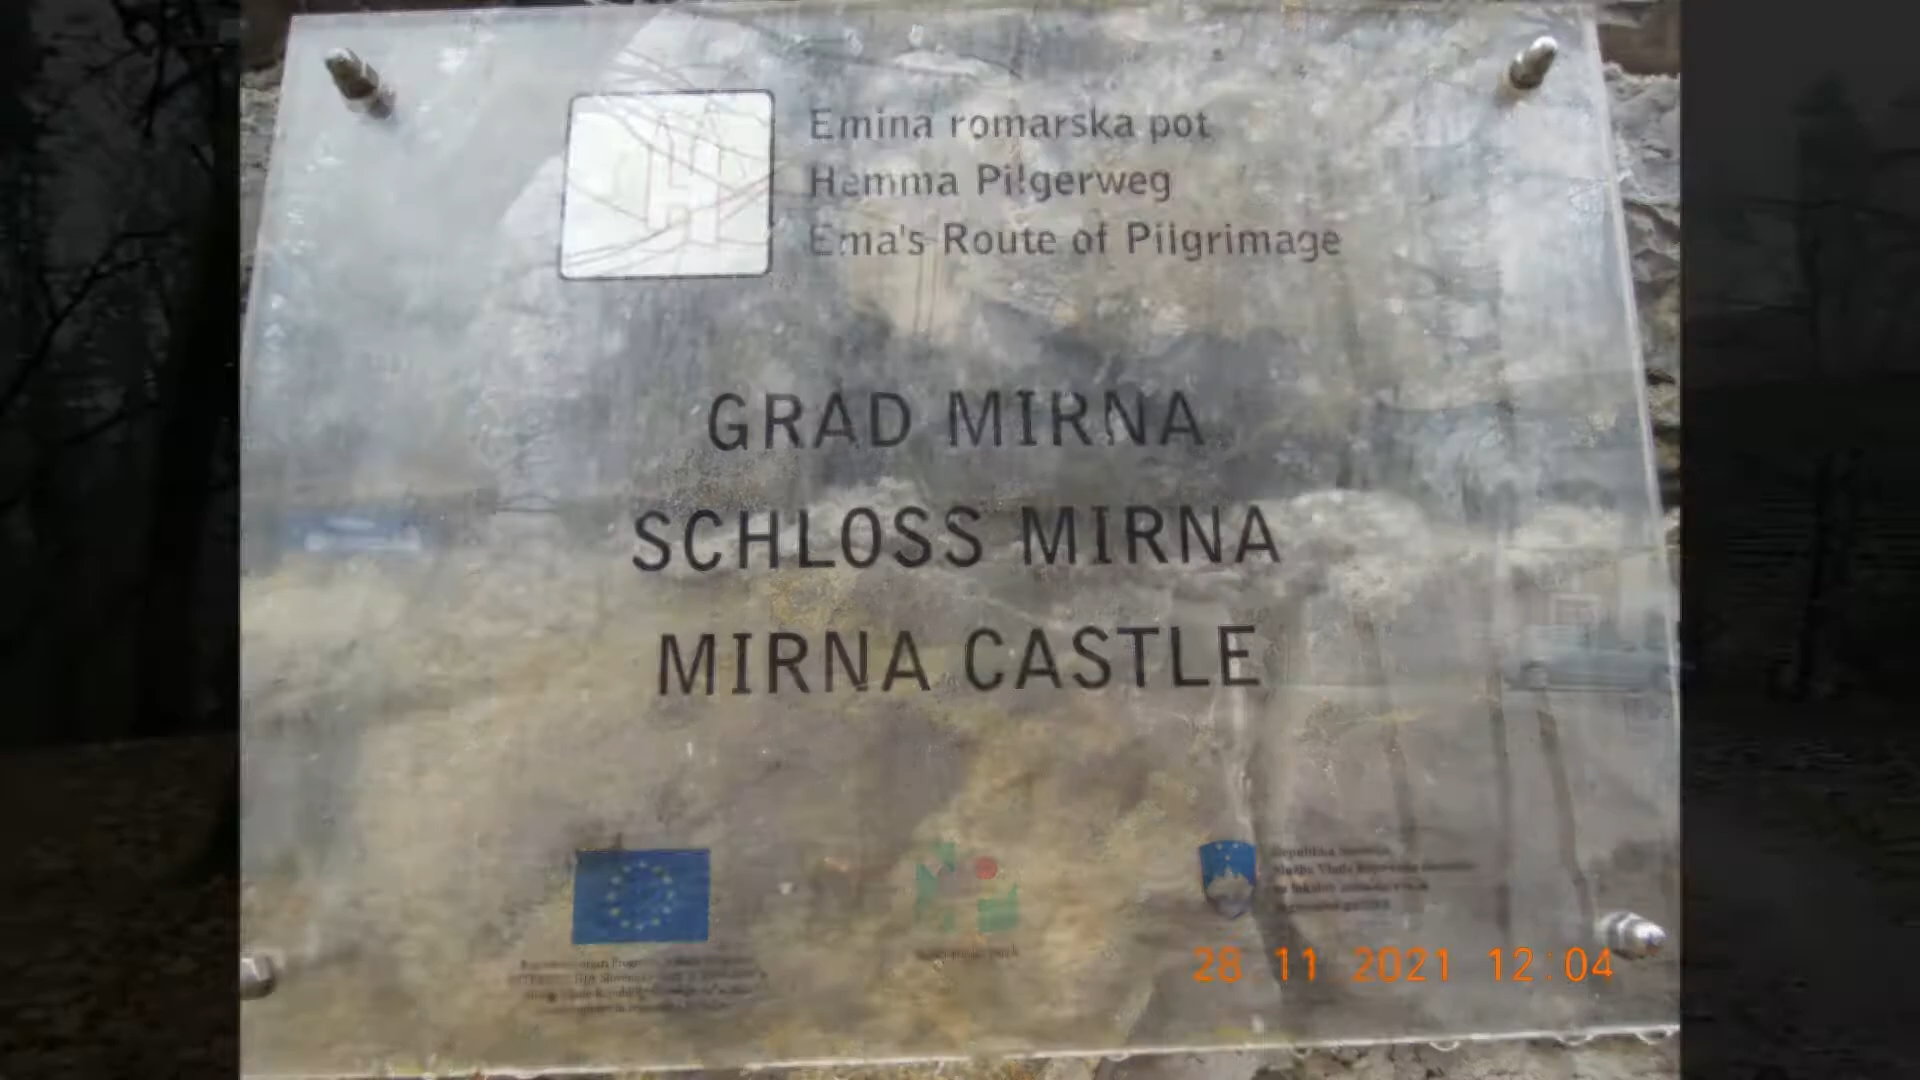 Emina romarska pot
Hemma Pilgerweg
Ema's Route of Pilgrimage
GRAD MIRNA
SCHLOSS MIRNA
MIRNA CASTLE
28 11 2021 12:04